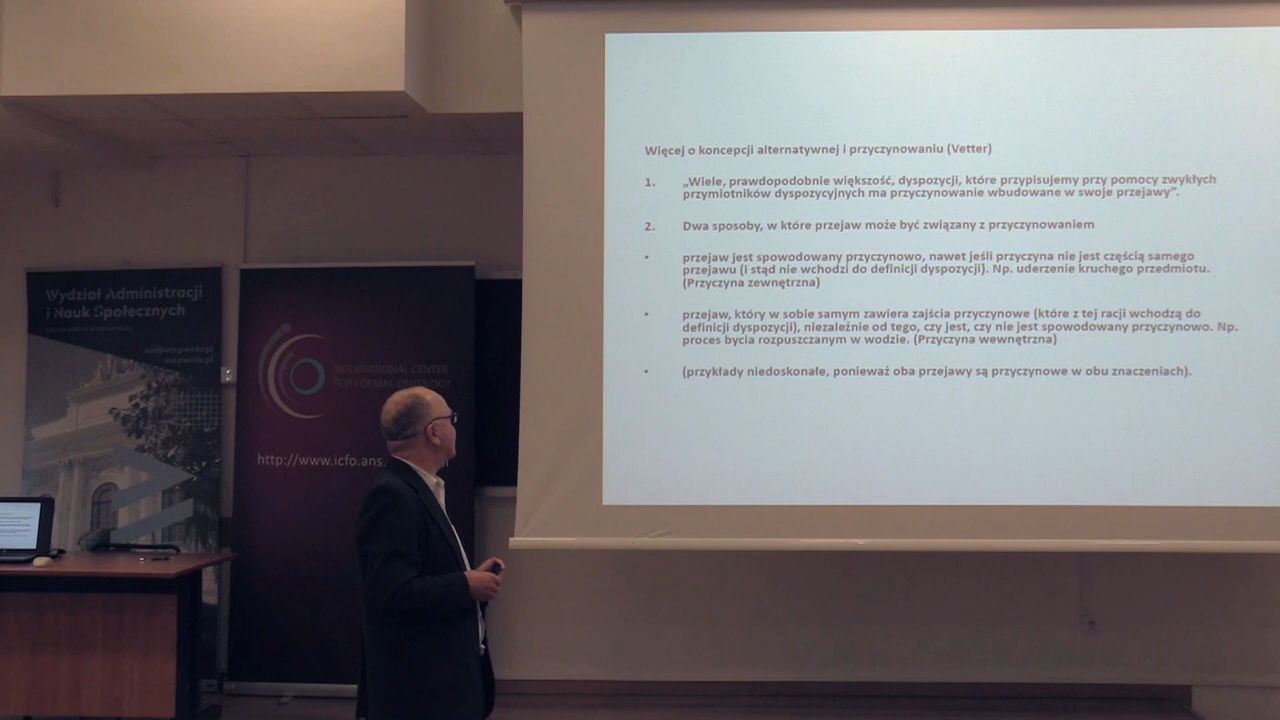 Więcej o koncepcji alternatywnej i przyczynowaniu (Vetter)
1. „Wiele, prawdopodobnie większość, dyspozycji, które przypisujemy przy pomocy zwykłych
przymiotników dyspozycyjnych ma przyczynowanie wbudowane w swoje przejawy”.
2. Dwa sposoby, w które przejaw może być związany z przyczynowaniem
• przejaw jest spowodowany przyczynowo, nawet jeśli przyczyna nie jest częścią samego
przejawu (i stąd nie wchodzi do definicji dyspozycji). Np. uderzenie kruchego przedmiotu.
(Przyczyna zewnętrzna)
• przejaw, który w sobie samym zawiera zajścia przyczynowe (które z tej racji wchodzą do
definicji dyspozycji), niezależnie od tego, czy jest, czy nie jest spowodowany przyczynowo. Np.
proces bycia rozpuszczanym w wodzie. (Przyczyna wewnętrzna)
• (przykłady niedoskonałe, ponieważ oba przejawy są przyczynowe w obu znaczeniach).
Wydział Administracji
i Nauk Społecznych
INTERNATIONAL CENTER
FOR FORMAL ONTOLOGY
http://www.icfo.ans.